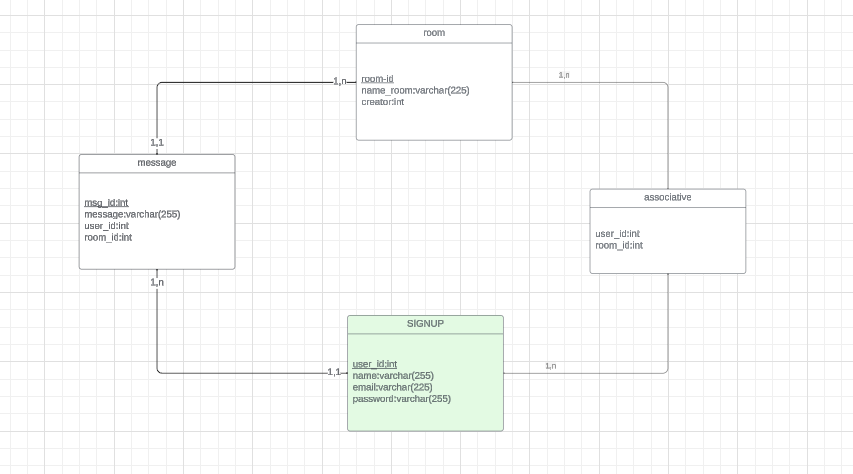 room
room-id
name_room:varchar(225)
creator:int
1,n
1,n
1,1
message
msg_id:int
message:varchar(255)
user_id:int
room_id:int
associative
user_id:int
room_id:int
1,n
SIGNUP
user_id:int
name:varchar(255)
email:varchar(225)
password:varchar(255)
1,1
1,n